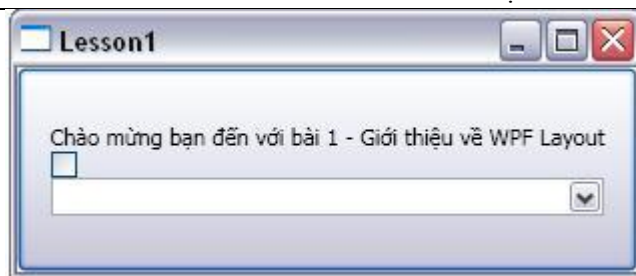 Lesson1
Chào mừng bạn đến với bài 1 - Giới thiệu về WPF Layout